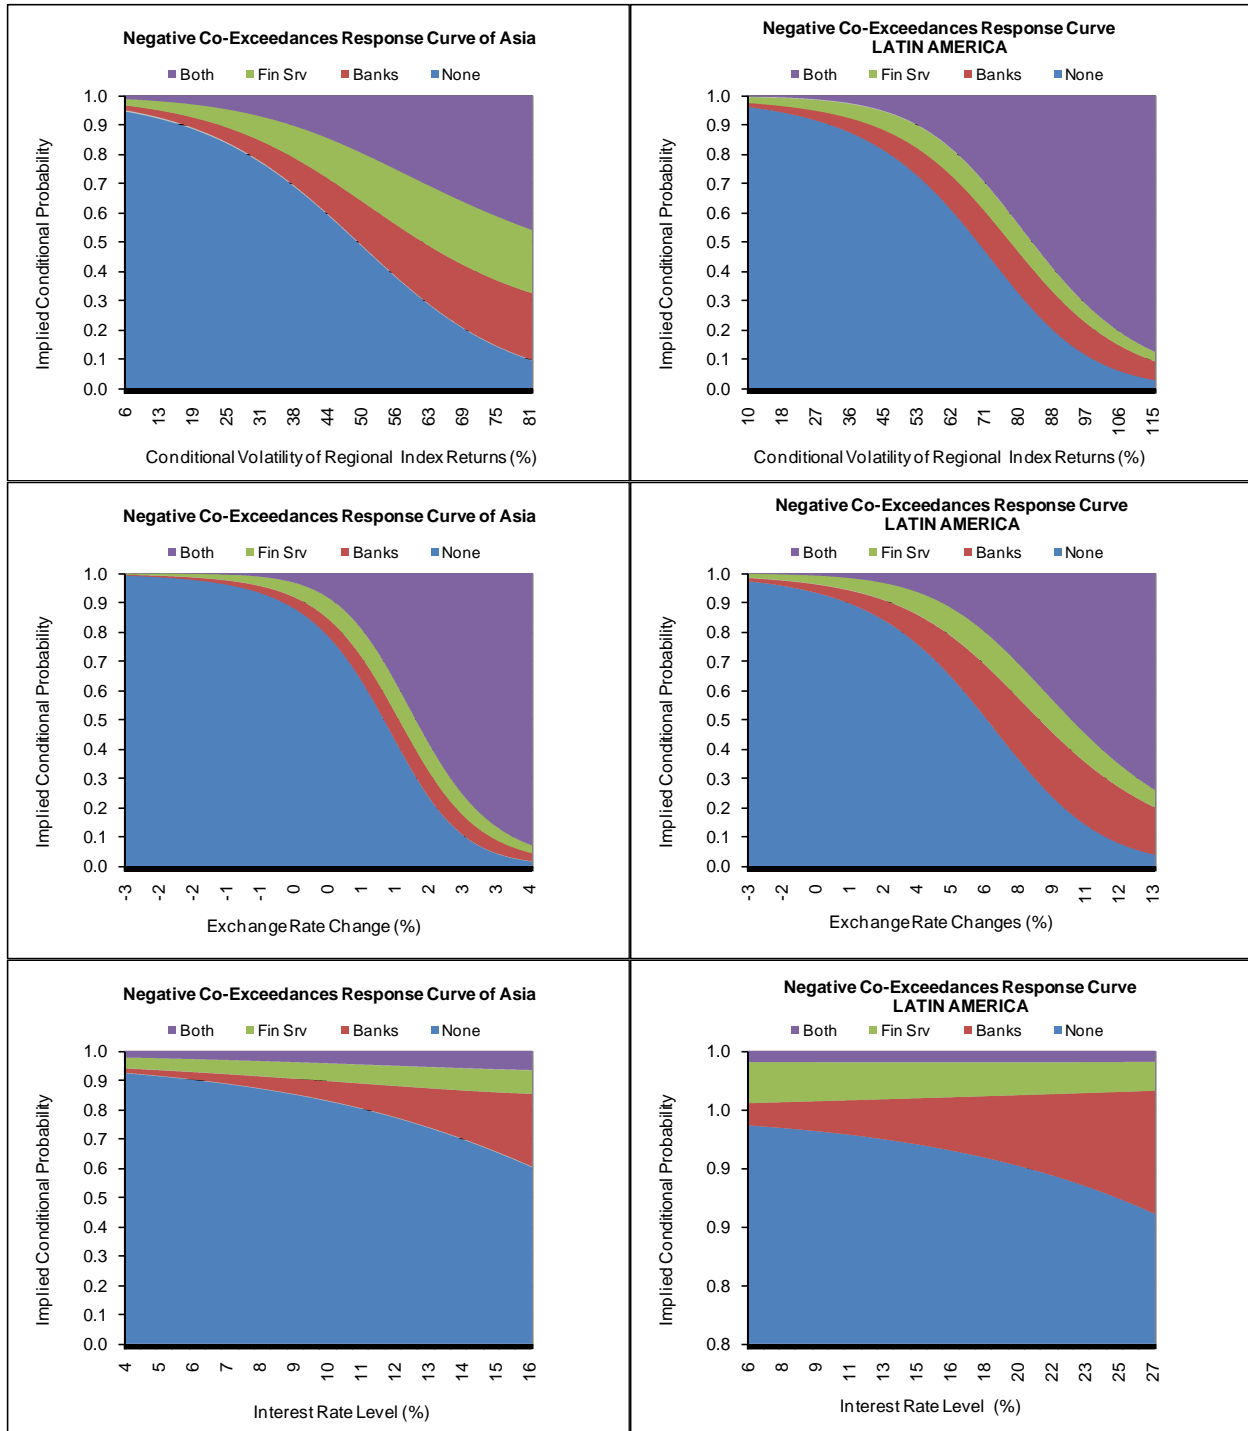 Negative Co-Exceedances Response Curve of Asia
Both Fin Srv Banks None
1.0
0.9
0.8
0.7
0.6
0.5
0.4
0.3
0.2
0.1
0.0
Implied Conditional Probability
6 13 19 25 31 38 44 50 56 63 69 75 81
Conditional Volatility of Regional Index Returns (%)
Negative Co-Exceedances Response Curve
LATIN AMERICA
Both Fin Srv Banks None
1.0
0.9
0.8
0.7
0.6
0.5
0.4
0.3
0.2
0.1
0.0
Implied Conditional Probability
10 18 27 36 45 53 62 71 80 88 97 106 115
Conditional Volatility of Regional Index Returns (%)
Negative Co-Exceedances Response Curve of Asia
Both Fin Srv Banks None
1.0
0.9
0.8
0.7
0.6
0.5
0.4
0.3
0.2
0.1
0.0
Implied Conditional Probability
-3 -2 -2 -1 -1 0 0 1 1 2 3 3 4
Exchange Rate Change (%)
Negative Co-Exceedances Response Curve
LATIN AMERICA
Both Fin Srv Banks None
1.0
0.9
0.8
0.7
0.6
0.5
0.4
0.3
0.2
0.1
0.0
Implied Conditional Probability
-3 -2 0 1 2 4 5 6 8 9 11 12 13
Exchange Rate Changes (%)
Negative Co-Exceedances Response Curve of Asia
Both Fin Srv Banks None
1.0
0.9
0.8
0.7
0.6
0.5
0.4
0.3
0.2
0.1
0.0
Implied Conditional Probability
4 5 6 7 8 9 10 11 12 13 14 15 16
Interest Rate Level (%)
Negative Co-Exceedances Response Curve
LATIN AMERICA
Both Fin Srv Banks None
1.0
1.0
0.9
0.9
0.8
0.8
Implied Conditional Probability
6 8 9 11 13 15 16 18 20 22 23 25 27
Interest Rate Level (%)